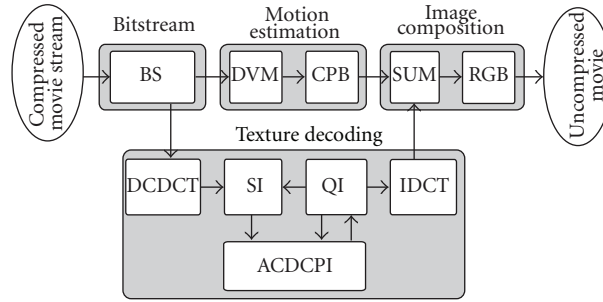 Compressed
movie stream
Bitstream
BS
Motion
estimation
DVM
CPB
Image
composition
SUM
RGB
Uncompressed
movie
Texture decoding
DCDCT
SI
QI
IDCT
ACDCPI